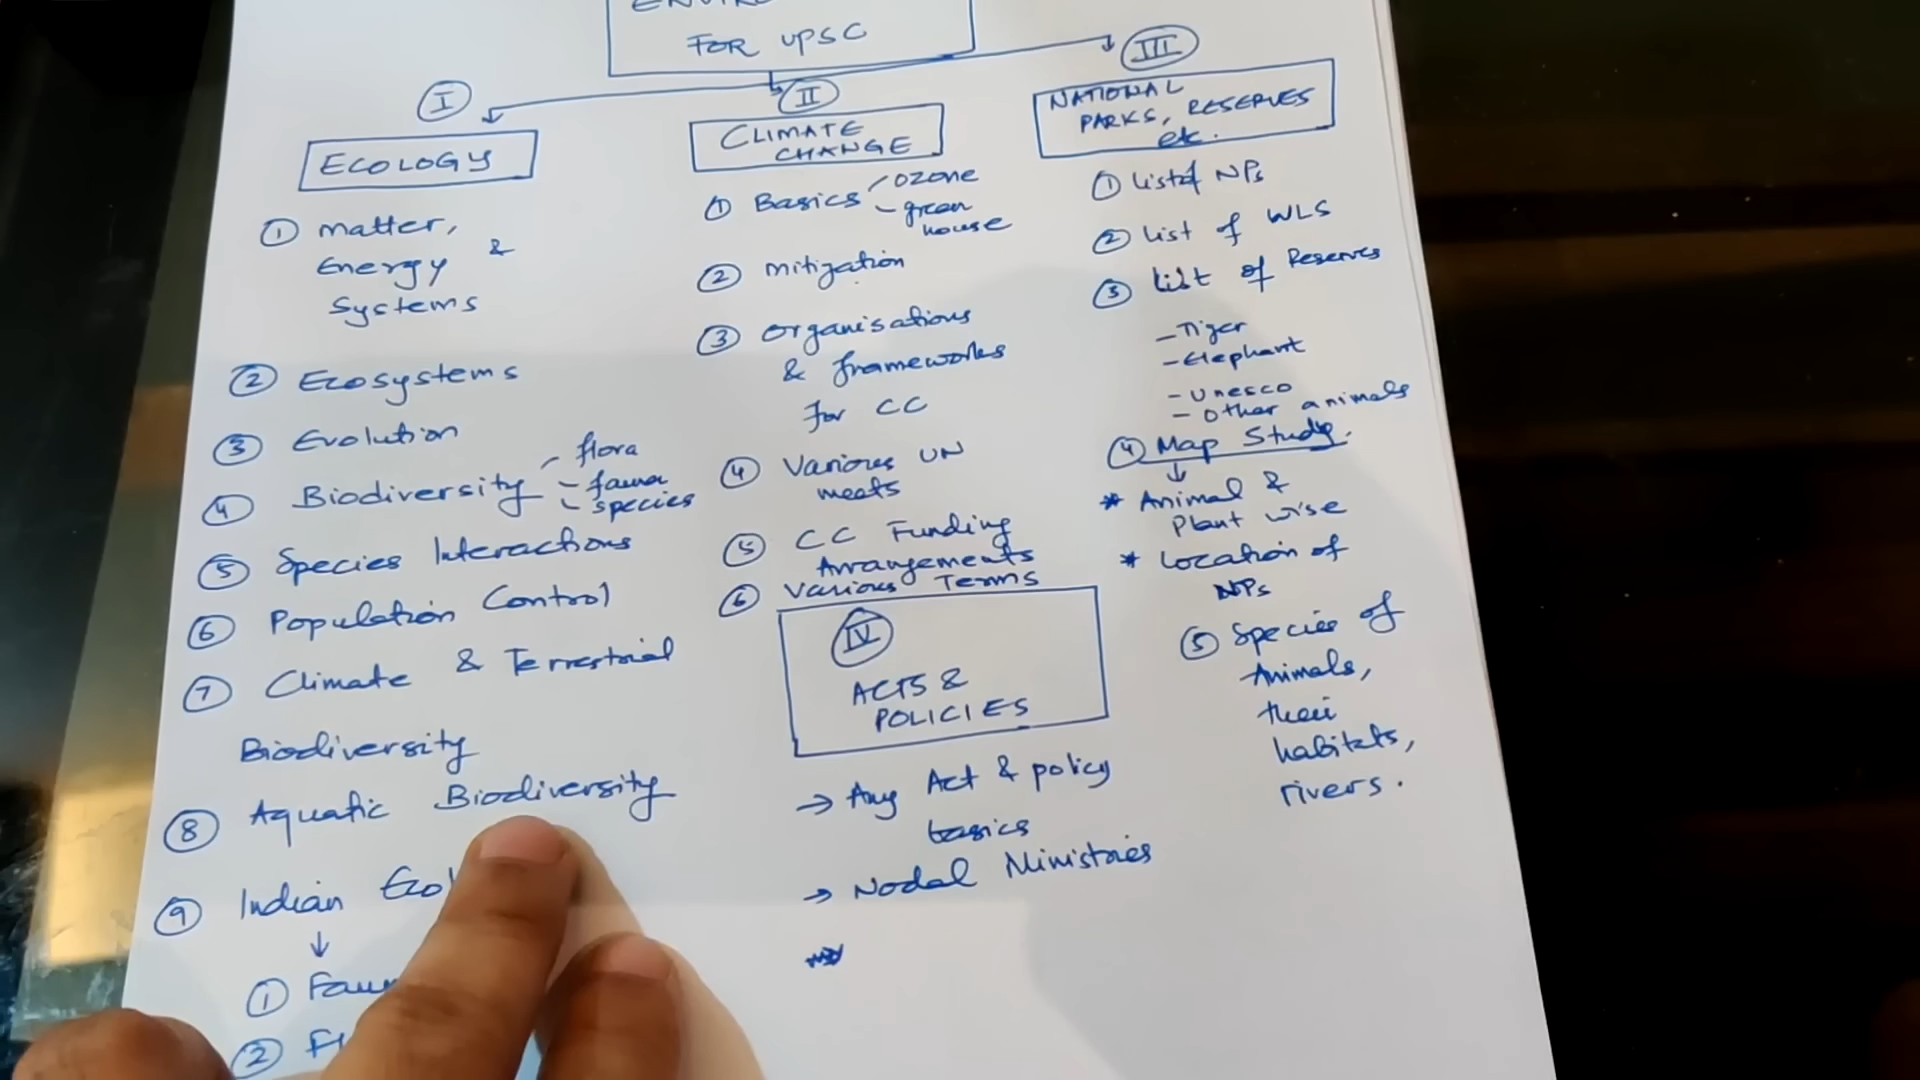 FOR UPSC
I
ECOLOGY
① Matter,
Energy &
Systems
② Ecosystems
③ Evolution
④ Biodiversity - flora
- fauna
- species
⑤ Species Interactions
⑥ Population Control
⑦ Climate & Terrestrial
Biodiversity
⑧ Aquatic Biodiversity
⑨ Indian
↓
①
②
II
CLIMATE
CHANGE
① Basics - ozone
- green
house
② Mitigation
③ Organisations
& frameworks
for CC
④ Various UN
meets
⑤ CC Funding
Arrangements
⑥ Various Terms
IV
ACTS &
POLICIES
→ Any Act & policy
basics
→ Nodal Ministries
III
NATIONAL
PARKS, RESERVES
etc.
① List of NPs
② List of WLS
③ List of Reserves
- Tiger
- Elephant
- Unesco
- Other animals
④ Map Study.
↓
* Animal &
Plant wise
* Location of
NPs
⑤ Species of
Animals,
their
habitats,
rivers.